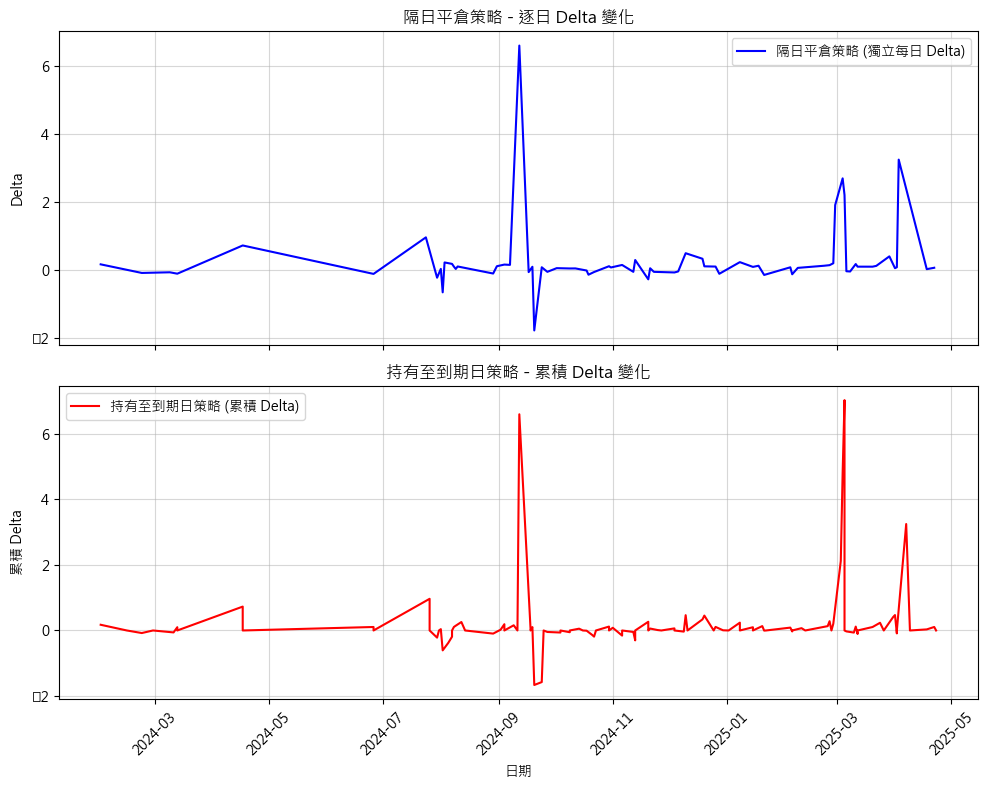 隔日平倉策略 - 逐日 Delta 變化
隔日平倉策略 (獨立每日 Delta)
Delta
6
4
2
0
□2
持有至到期日策略 - 累積 Delta 變化
持有至到期日策略 (累積 Delta)
累積 Delta
6
4
2
0
□2
2024-03
2024-05
2024-07
2024-09
2024-11
2025-01
2025-03
2025-05
日期